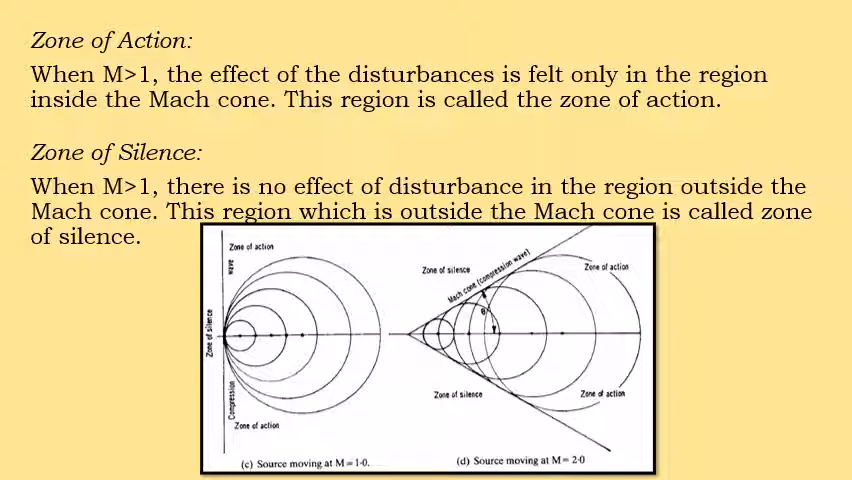 Zone of Action:
When M>1, the effect of the disturbances is felt only in the region
inside the Mach cone. This region is called the zone of action.
Zone of Silence:
When M>1, there is no effect of disturbance in the region outside the
Mach cone. This region which is outside the Mach cone is called zone
of silence.
Zone of action
wave
Zone of silence
Compression
Zone of action
(c) Source moving at M = 1·0.
Zone of silence
Mach cone (compression wave)
Zone of action
θ
Zone of silence
Zone of action
(d) Source moving at M = 2·0